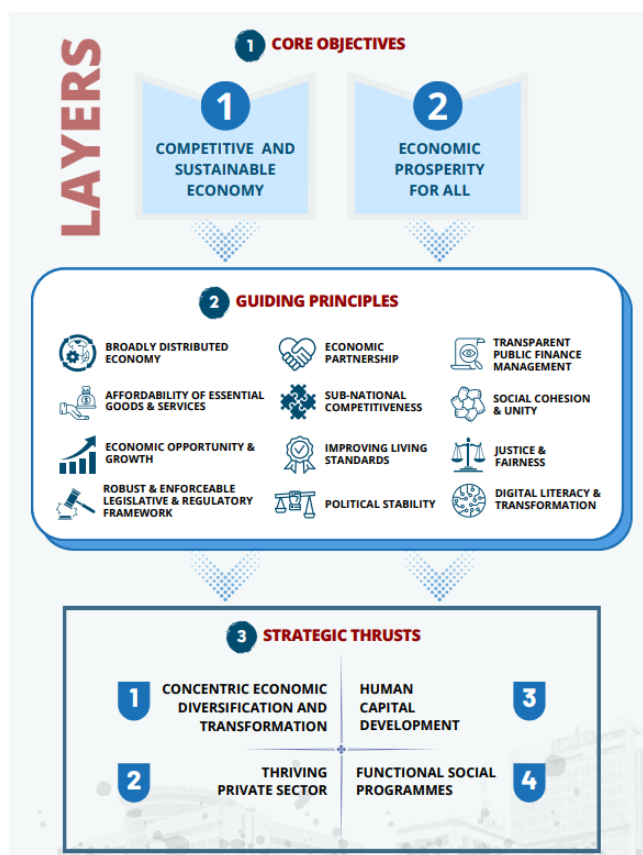 LAYERS
1 CORE OBJECTIVES
1
COMPETITIVE AND
SUSTAINABLE
ECONOMY
2
ECONOMIC
PROSPERITY
FOR ALL
2 GUIDING PRINCIPLES
BROADLY DISTRIBUTED
ECONOMY
ECONOMIC
PARTNERSHIP
TRANSPARENT
PUBLIC FINANCE
MANAGEMENT
AFFORDABILITY OF ESSENTIAL
GOODS & SERVICES
SUB-NATIONAL
COMPETITIVENESS
SOCIAL COHESION
& UNITY
ECONOMIC OPPORTUNITY &
GROWTH
IMPROVING LIVING
STANDARDS
JUSTICE &
FAIRNESS
ROBUST & ENFORCEABLE
LEGISLATIVE & REGULATORY
FRAMEWORK
POLITICAL STABILITY
DIGITAL LITERACY &
TRANSFORMATION
3 STRATEGIC THRUSTS
1
CONCENTRIC ECONOMIC
DIVERSIFICATION AND
TRANSFORMATION
HUMAN
CAPITAL
DEVELOPMENT
3
2
THRIVING
PRIVATE SECTOR
FUNCTIONAL SOCIAL
PROGRAMMES
4